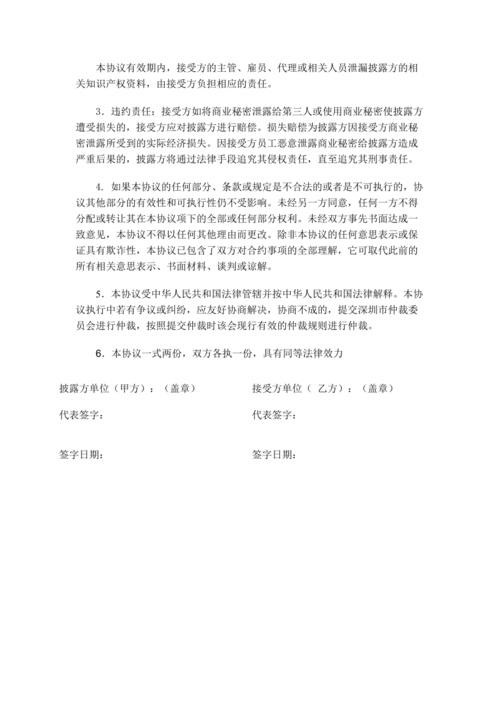 本协议有效期内，接受方的主管、雇员、代理或相关人员泄漏披露方的相
关知识产权资料，由接受方负担相应的责任。
3．违约责任：接受方如将商业秘密泄露给第三人或使用商业秘密使披露方
遭受损失的，接受方应对披露方进行赔偿。损失赔偿为披露方因接受方商业秘
密泄露所受到的实际经济损失。因接受方员工恶意泄露商业秘密给披露方造成
严重后果的，披露方将通过法律手段追究其侵权责任，直至追究其刑事责任。
4. 如果本协议的任何部分、条款或规定是不合法的或者是不可执行的，协
议其他部分的有效性和可执行性仍不受影响。未经另一方同意，任何一方不得
分配或转让其在本协议项下的全部或任何部分权利。未经双方事先书面达成一
致意见，本协议不得以任何其他理由而更改。除非本协议的任何意思表示或保
证具有欺诈性，本协议已包含了双方对合约事项的全部理解，它可取代此前的
所有相关意思表示、书面材料、谈判或谅解。
5．本协议受中华人民共和国法律管辖并按中华人民共和国法律解释。本协
议执行中若有争议或纠纷，应友好协商解决，协商不成的，提交深圳市仲裁委
员会进行仲裁，按照提交仲裁时该会现行有效的仲裁规则进行仲裁。
6．本协议一式两份，双方各执一份，具有同等法律效力
披露方单位（甲方）：（盖章） 接受方单位（ 乙方）：（盖章）
代表签字： 代表签字：
签字日期： 签字日期：